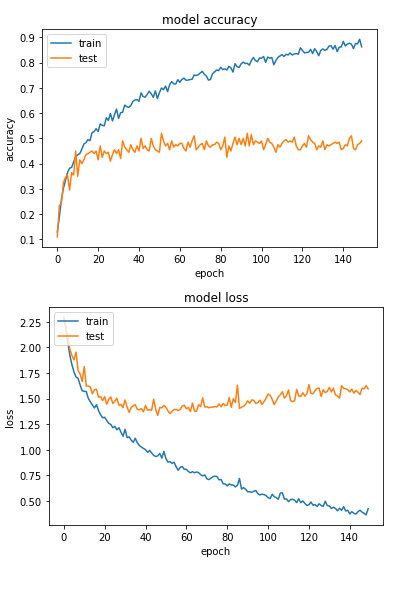 model accuracy
train
test
0.9
0.8
0.7
0.6
0.5
0.4
0.3
0.2
0.1
accuracy
0 20 40 60 80 100 120 140
epoch
model loss
train
test
2.25
2.00
1.75
1.50
1.25
1.00
0.75
0.50
loss
0 20 40 60 80 100 120 140
epoch